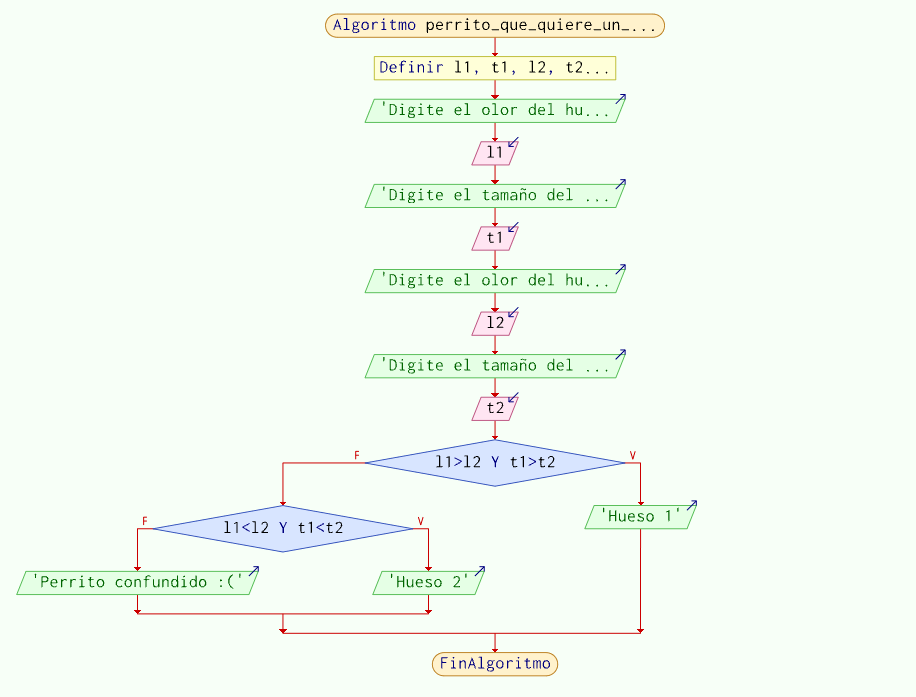 Algoritmo perrito_que_quiere_un_...
Definir l1, t1, l2, t2...
'Digite el olor del hu...
l1
'Digite el tamaño del ...
t1
'Digite el olor del hu...
l2
'Digite el tamaño del ...
t2
F
l1>l2 Y t1>t2
V
'Hueso 1'
F
l1<l2 Y t1<t2
V
'Perrito confundido :('
'Hueso 2'
FinAlgoritmo